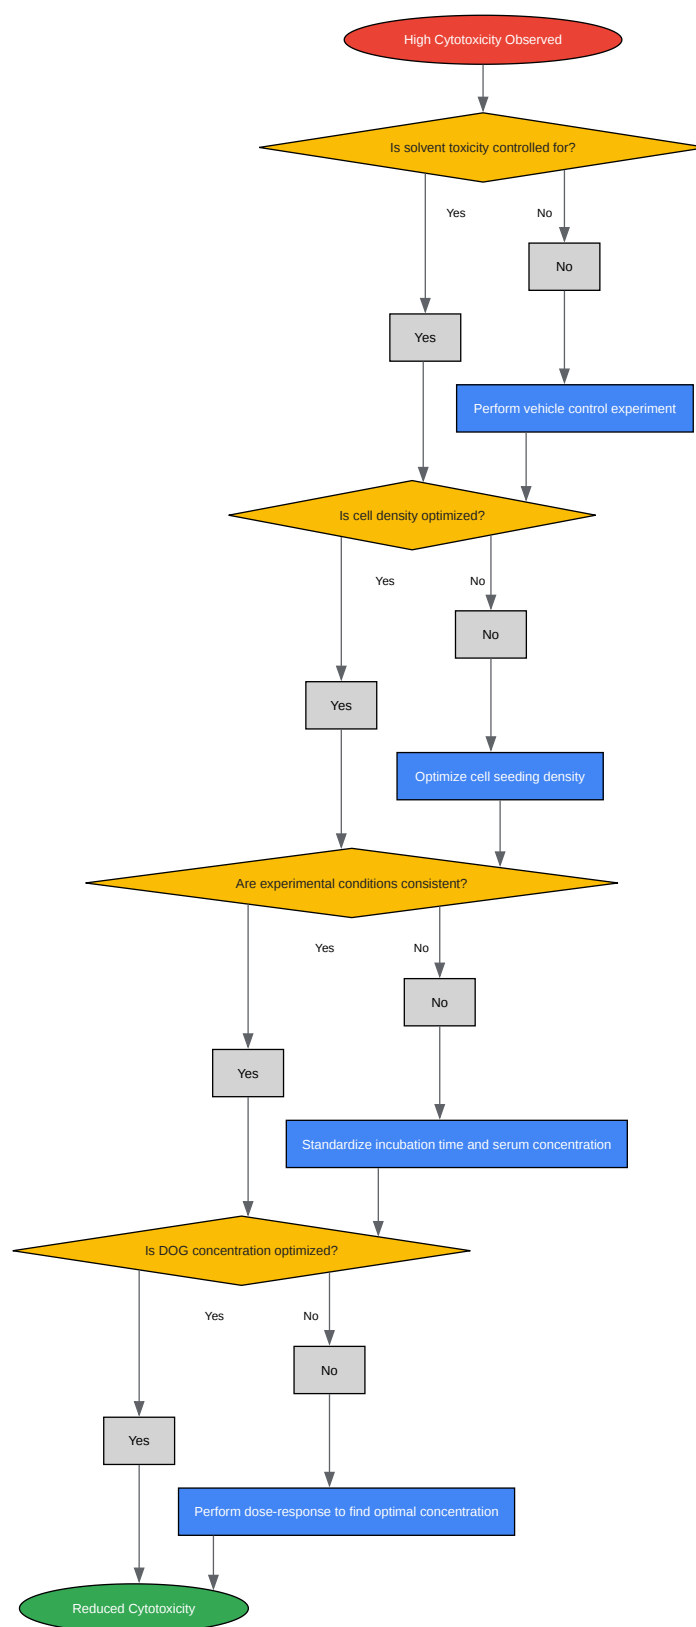 High Cytotoxicity Observed
Is solvent toxicity controlled for?
Yes
No
No
Yes
Perform vehicle control experiment
Is cell density optimized?
Yes
No
No
Yes
Optimize cell seeding density
Are experimental conditions consistent?
Yes
No
No
Yes
Standardize incubation time and serum concentration
Is DOG concentration optimized?
Yes
No
No
Yes
Perform dose-response to find optimal concentration
Reduced Cytotoxicity